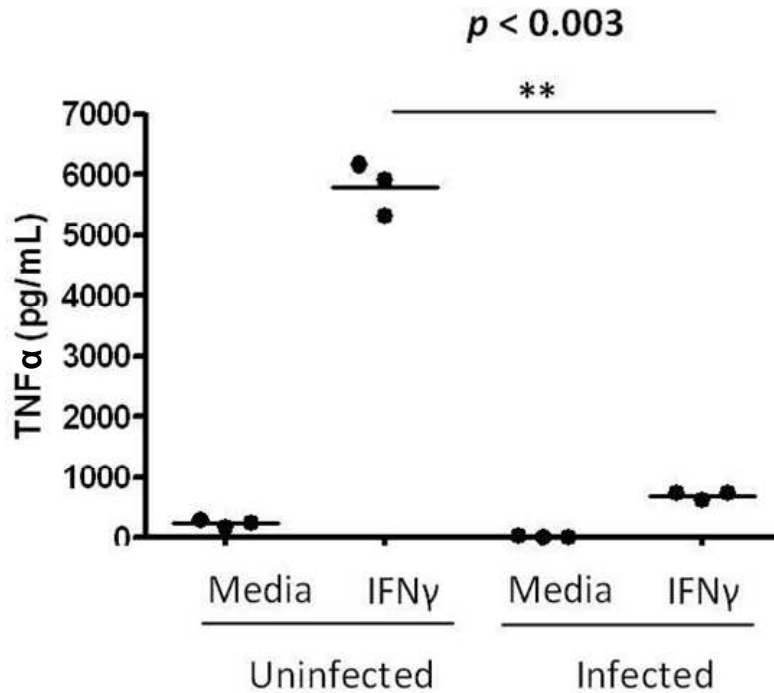 p < 0.003
**
7000
6000
5000
4000
3000
2000
1000
0
TNFα (pg/mL)
Media IFNγ Media IFNγ
Uninfected Infected